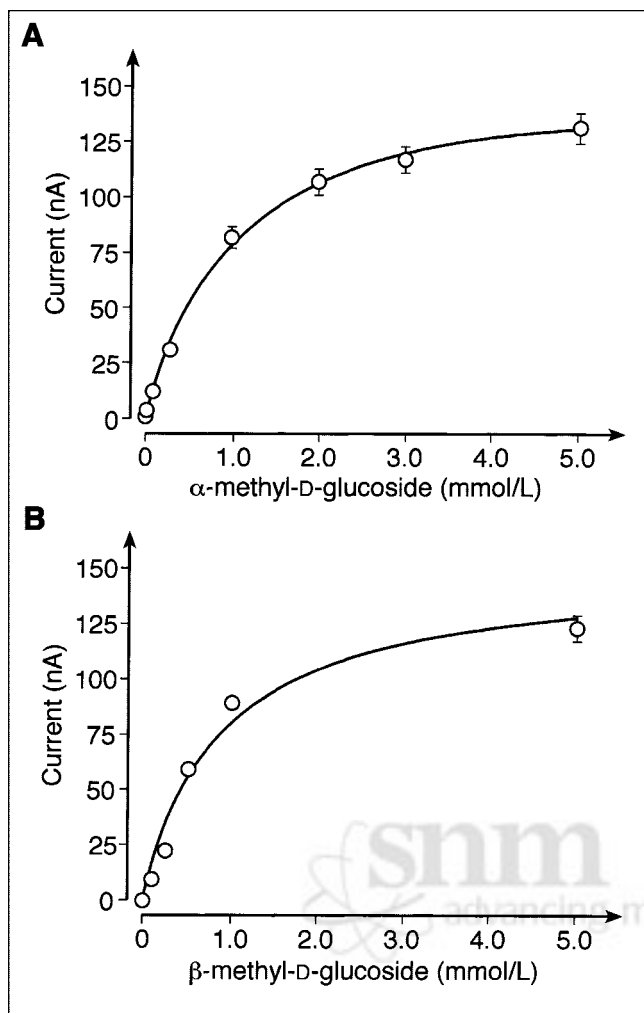 A
150
125
100
75
50
25
0
Current (nA)
0 1.0 2.0 3.0 4.0 5.0
α-methyl-D-glucoside (mmol/L)
B
150
125
100
75
50
25
0
Current (nA)
0 1.0 2.0 3.0 4.0 5.0
β-methyl-D-glucoside (mmol/L)
snm
advancing m